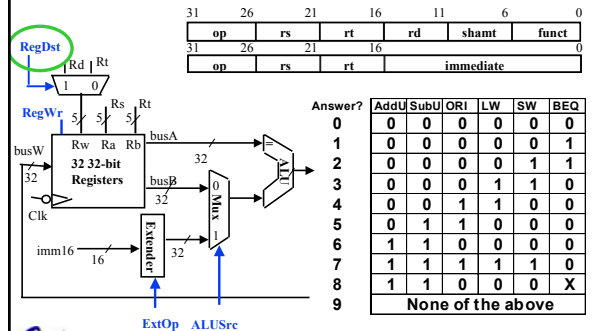 31 26 21 16 11 6 0
op rs rt rd shamt funct
31 26 21 16 0
op rs rt immediate
RegDst
Rd Rt
1 0
RegWr
5 5 Rs 5 Rt
busA
busW
Rw Ra Rb
32
32 32-bit
Registers
busB
32
32
Clk
0
Mux
1
=
ALU
imm16
16
Extender
32
ExtOp ALUSrc
Answer? AddU SubU ORI LW SW BEQ
0 0 0 0 0 0 0
1 0 0 0 0 0 1
2 0 0 0 0 1 1
3 0 0 0 1 1 0
4 0 0 1 1 0 0
5 0 1 1 0 0 0
6 1 1 0 0 0 0
7 1 1 1 1 1 0
8 1 1 0 0 0 X
9 None of the above